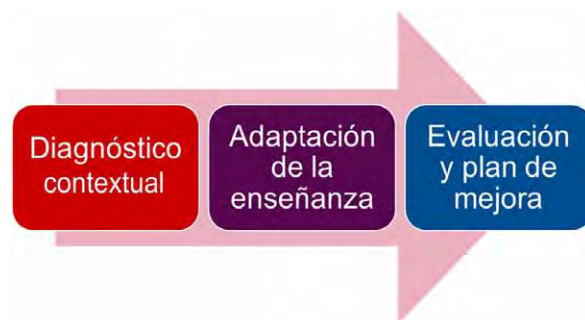 Diagnóstico
contextual
Adaptación
de la
enseñanza
Evaluación
y plan de
mejora